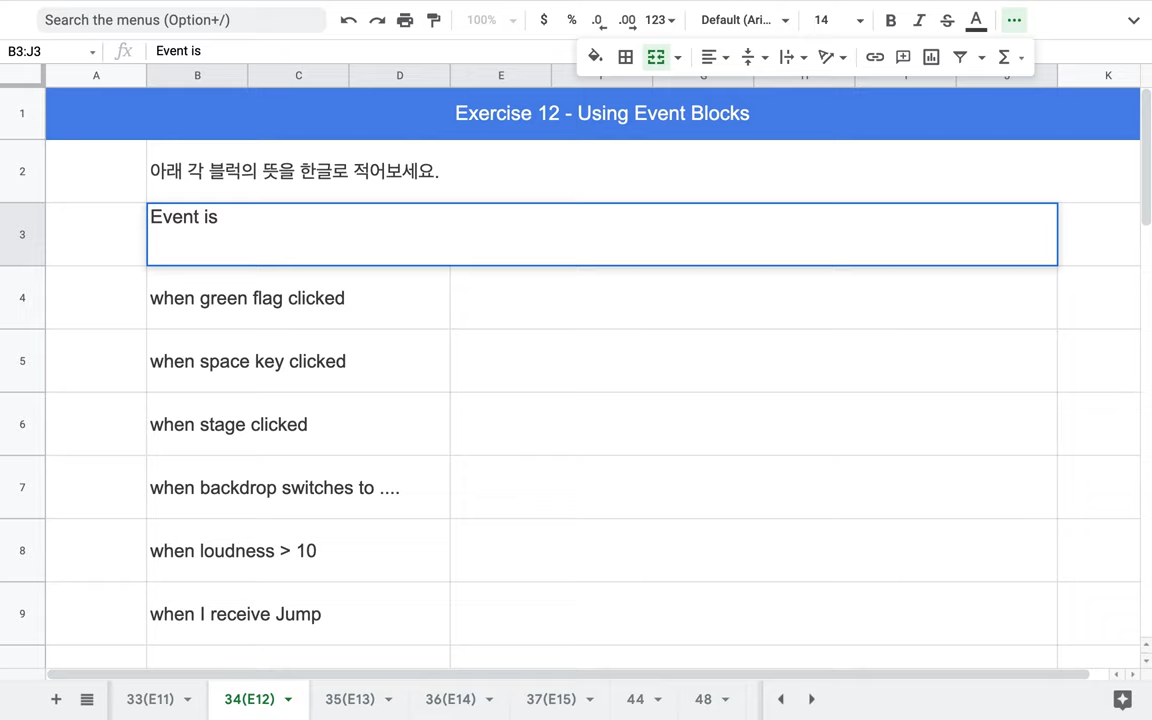 Search the menus (Option+/)
100%
$ % .0 .00 123
Default (Ari...
14
B I S A
B3:J3
fx
Event is
A B C D E K
1 Exercise 12 - Using Event Blocks
2 아래 각 블럭의 뜻을 한글로 적어보세요.
3 Event is
4 when green flag clicked
5 when space key clicked
6 when stage clicked
7 when backdrop switches to ....
8 when loudness > 10
9 when I receive Jump
33(E11) 34(E12) 35(E13) 36(E14) 37(E15) 44 48